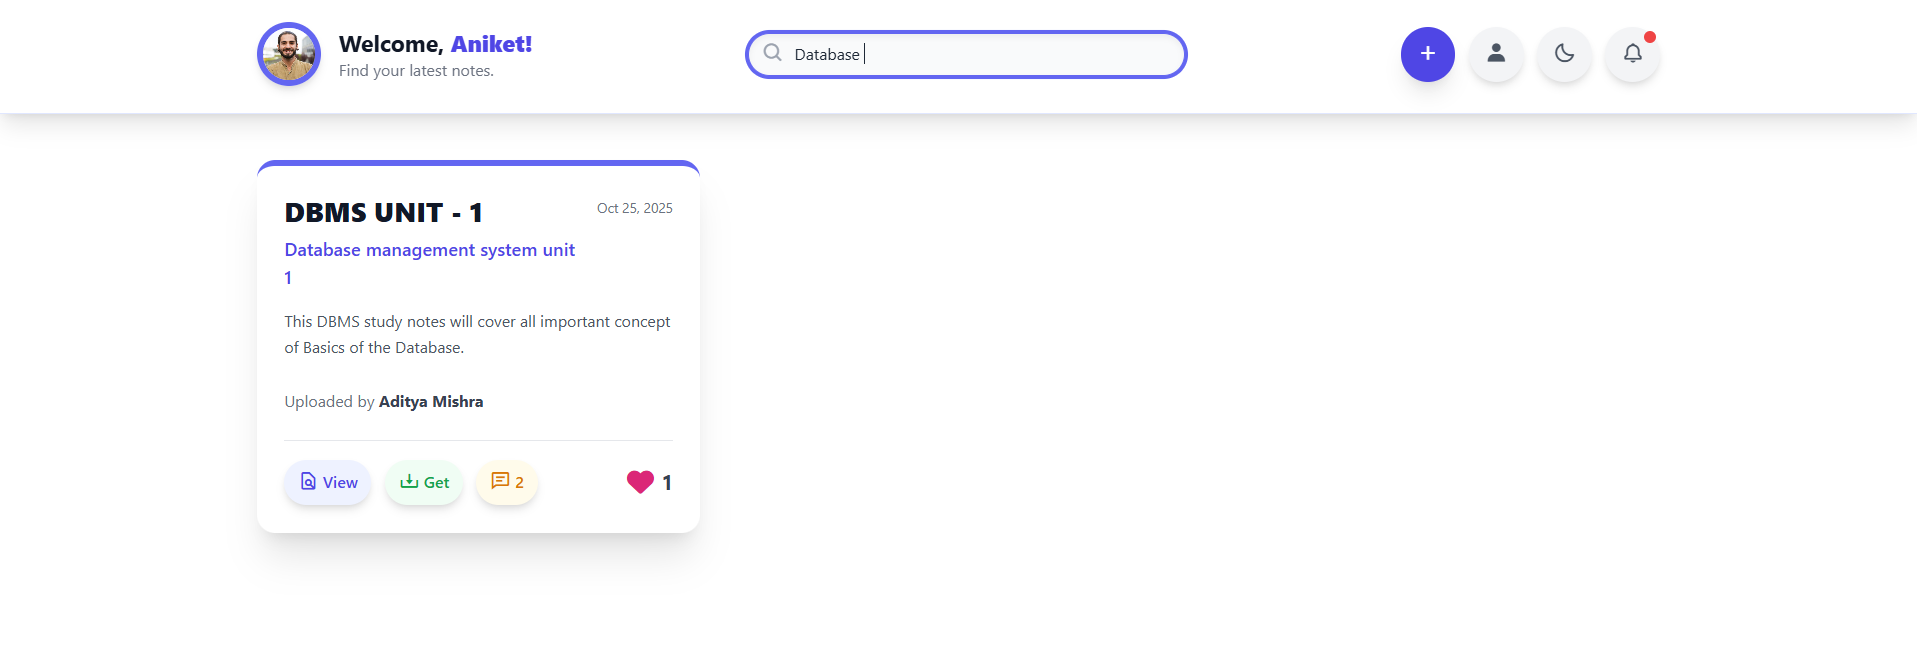 Welcome, Aniket!
Find your latest notes.
Database
+
DBMS UNIT - 1
Oct 25, 2025
Database management system unit
1
This DBMS study notes will cover all important concept
of Basics of the Database.
Uploaded by Aditya Mishra
View
Get
2
1